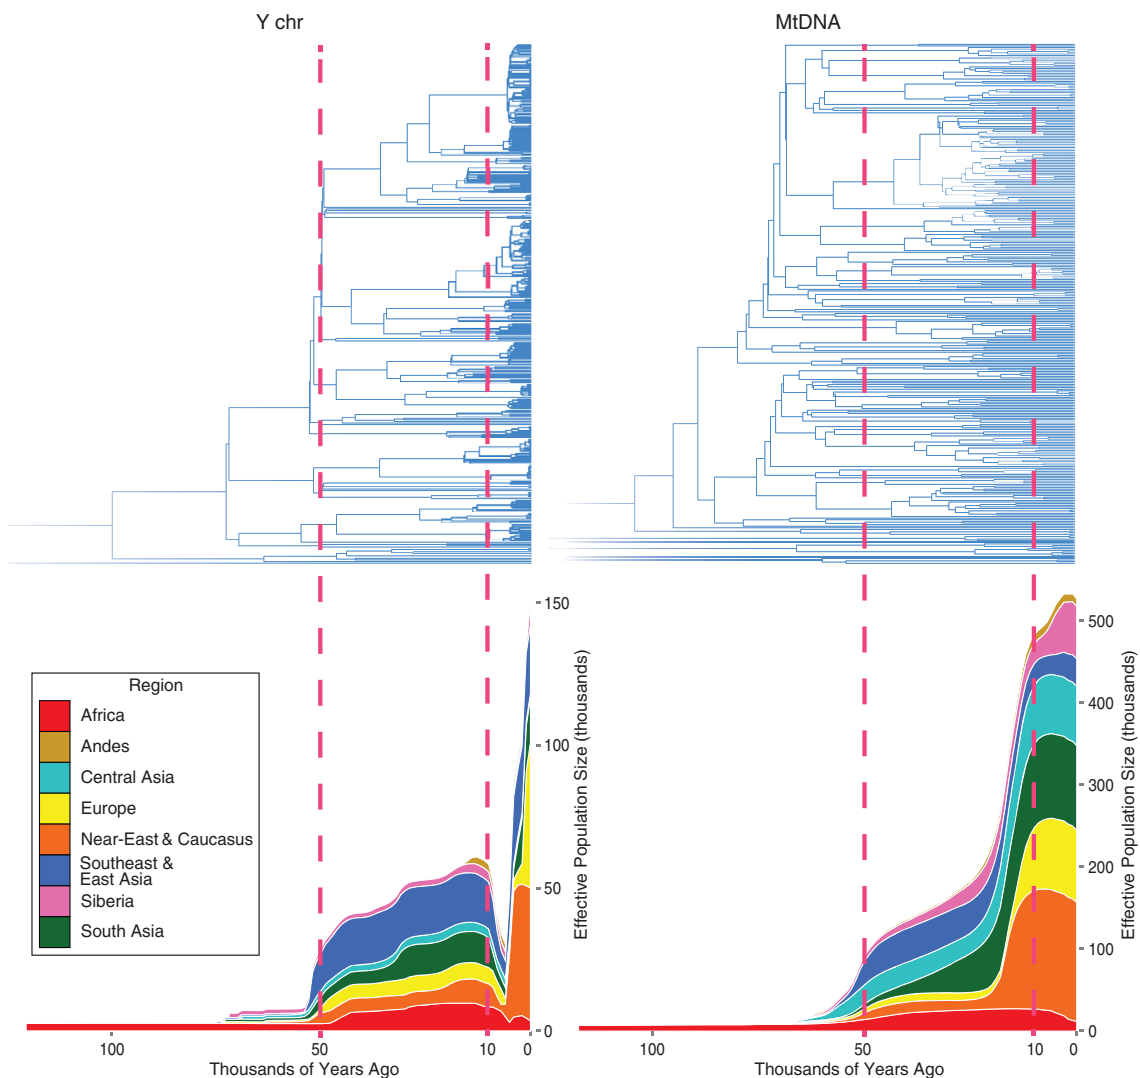 Y chr
MtDNA
Region
Africa
Andes
Central Asia
Europe
Near-East & Caucasus
Southeast &
East Asia
Siberia
South Asia
150
100
50
0
Effective Population Size (thousands)
100
50
10
0
Thousands of Years Ago
500
400
300
200
100
0
Effective Population Size (thousands)
100
50
10
0
Thousands of Years Ago